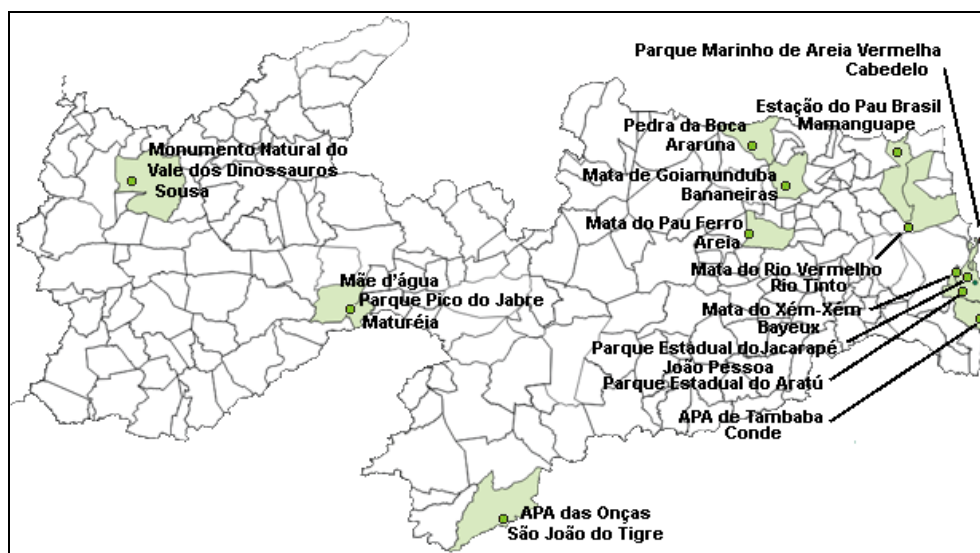 Parque Marinho de Areia Vermelha
Cabedelo
Estação do Pau Brasil
Mamanguape
Pedra da Boca
Araruna
Monumento Natural do
Vale dos Dinossauros
Sousa
Mata de Goiamunduba
Bananeiras
Mata do Pau Ferro
Areia
Mata do Rio Vermelho
Rio Tinto
Mãe d'água
Parque Pico do Jabre
Maturéia
Mata do Xém-Xém
Bayeux
Parque Estadual doJacarapé
João Pessoa
Parque Estadual do Aratú
APA de Tambaba
Conde
APA das Onças
São João do Tigre